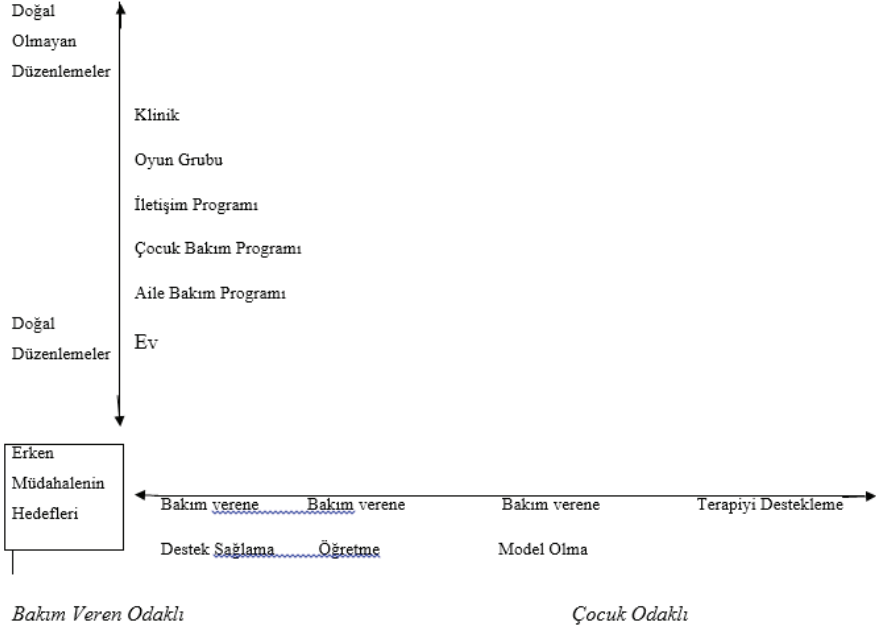 Doğal
Olmayan
Düzenlemeler
Klinik
Oyun Grubu
İletişim Programı
Çocuk Bakım Programı
Aile Bakım Programı
Doğal
Düzenlemeler
Ev
Erken
Müdahalenin
Hedefleri
Bakım verene Bakım verene Bakım verene Terapiyi Destekleme
Destek Sağlama Öğretme Model Olma
Bakım Veren Odaklı Çocuk Odaklı